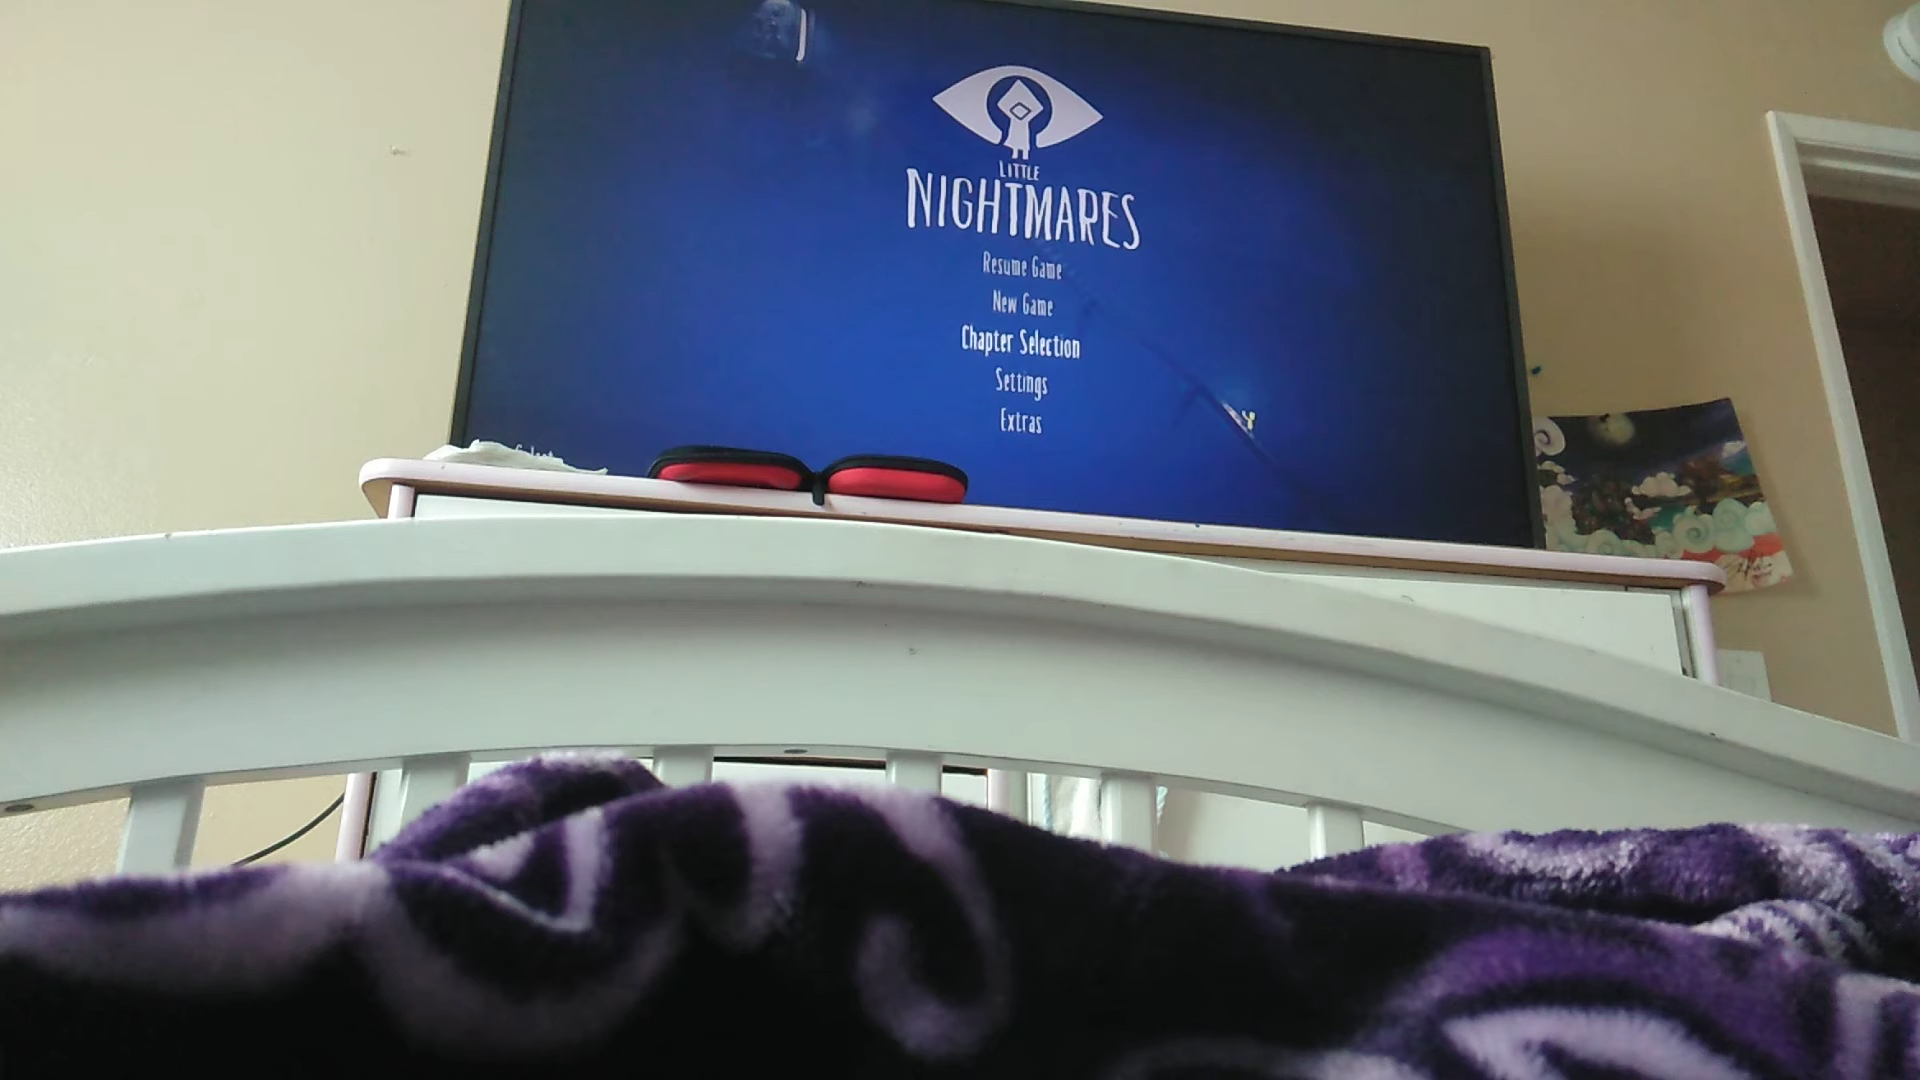 LITTLE
NIGHTMARES
Resume Game
New Game
Chapter Selection
Settings
Extras